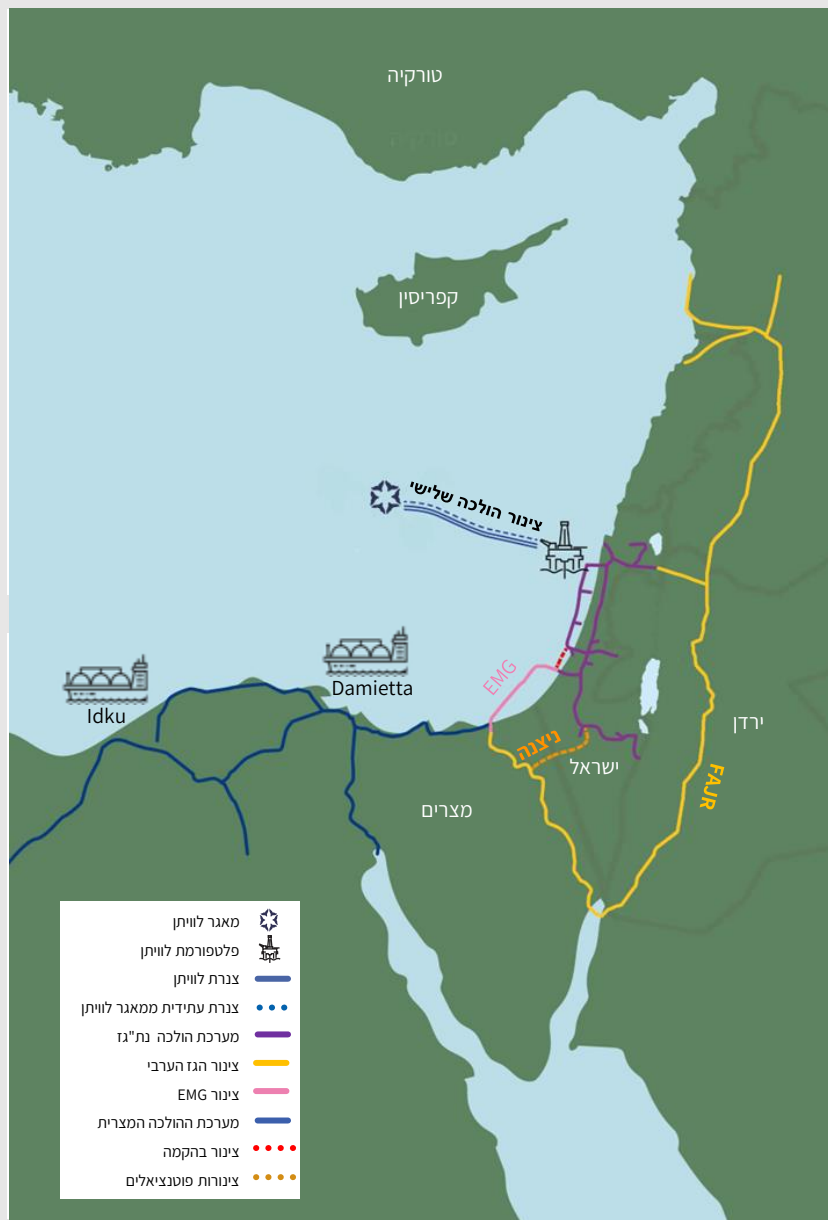 טורקיה
טורקיה
קפריסין
צינור הולכה שלישי
Damietta
Idku
EMG
ניצנה
ישראל
ירדן
FAJR
מצרים
מאגר לוויתן
פלטפורמת לוויתן
צנרת לוויתן
צנרת עתידית ממאגר לוויתן
מערכת הולכה נת"גז
צינור הגז הערבי
צינור EMG
מערכת ההולכה המצרית
צינור בהקמה
צינורות פוטנציאלים